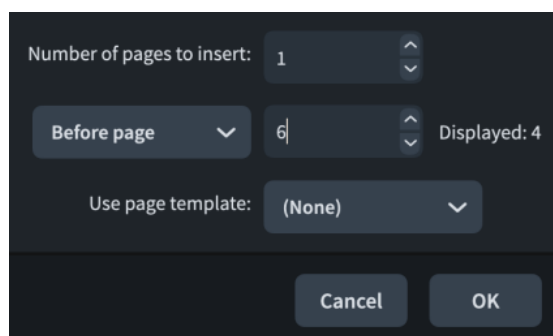 Number of pages to insert: 1
Before page 6 Displayed: 4
Use page template: (None)
Cancel OK